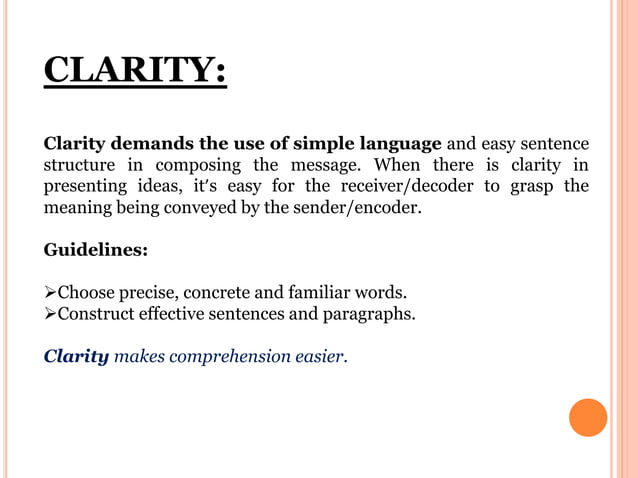 CLARITY:
Clarity demands the use of simple language and easy sentence
structure in composing the message. When there is clarity in
presenting ideas, it's easy for the receiver/decoder to grasp the
meaning being conveyed by the sender/encoder.
Guidelines:
➢Choose precise, concrete and familiar words.
➢Construct effective sentences and paragraphs.
Clarity makes comprehension easier.